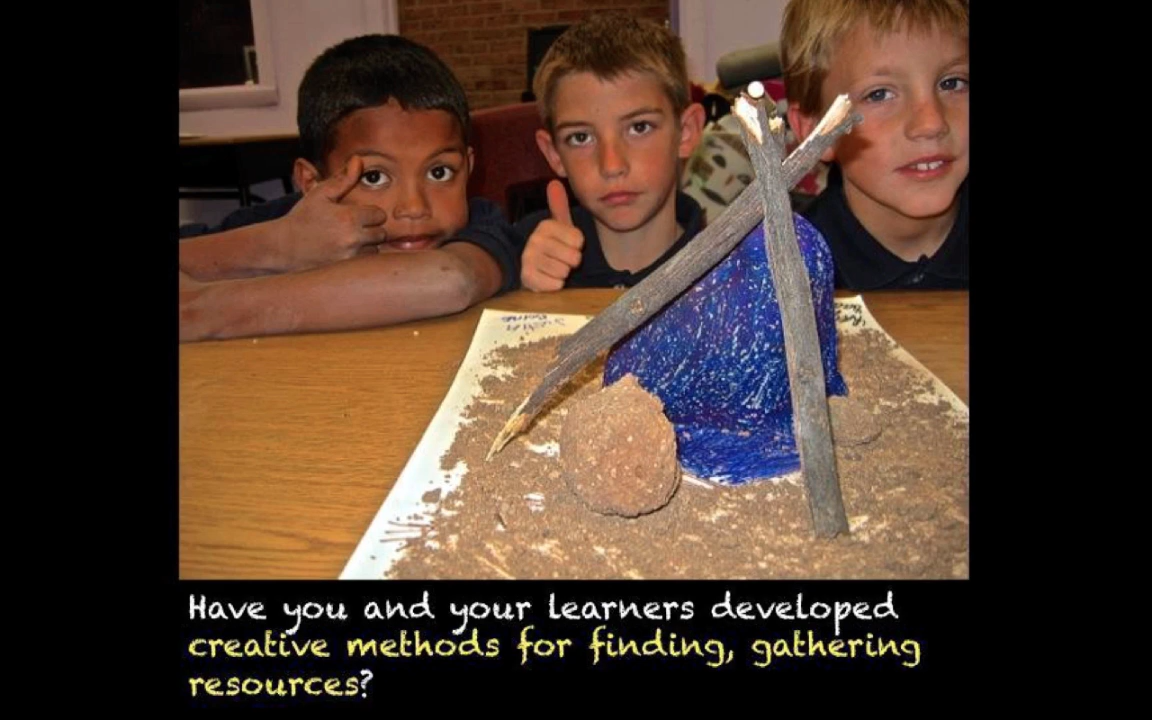 Have you and your learners developed
creative methods for finding, gathering
resources?